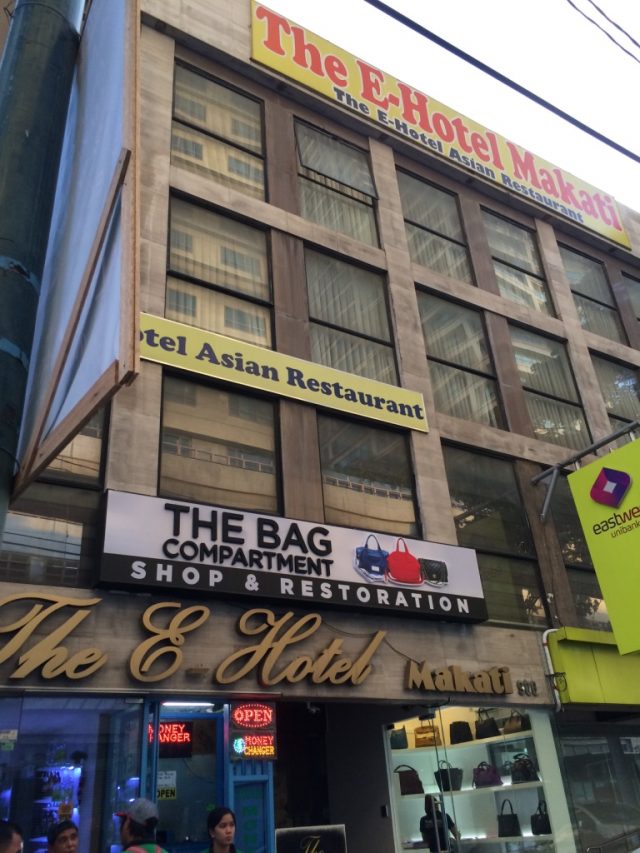 The E-Hotel Makati
The E-Hotel Asian Restaurant
otel Asian Restaurant
THE BAG
COMPARTMENT
SHOP & RESTORATION
eastwe
unibank
The E Hotel
Makati
OPEN
MONEY
CHANGER
MONEY
CHANGER
OPEN
The